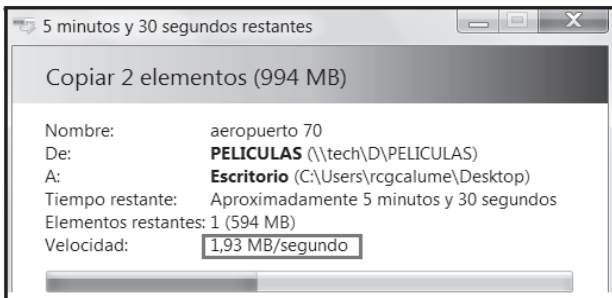 5 minutos y 30 segundos restantes
Copiar 2 elementos (994 MB)
Nombre: aeropuerto 70
De: PELICULAS (\\tech\D\PELICULAS)
A: Escritorio (C:\Users\rcgcalume\Desktop)
Tiempo restante: Aproximadamente 5 minutos y 30 segundos
Elementos restantes: 1 (594 MB)
Velocidad: 1,93 MB/segundo